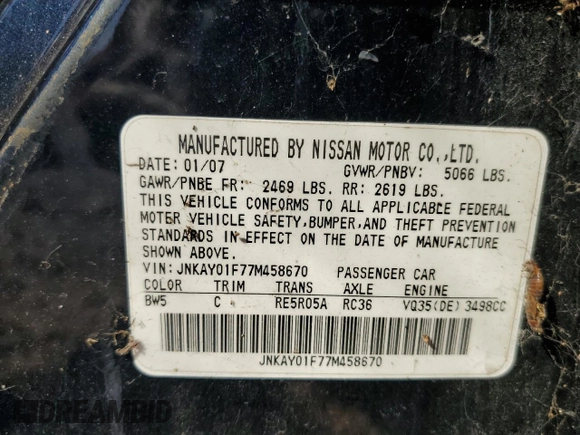 MANUFACTURED BY NISSAN MOTOR CO.,LTD.
DATE: 01/07 GVWR/PNBV: 5066 LBS.
GAWR/PNBE FR: 2469 LBS. RR: 2619 LBS.
THIS VEHICLE CONFORMS TO ALL APPLICABLE FEDERAL
MOTOR VEHICLE SAFETY,BUMPER,AND THEFT PREVENTION
STANDARDS IN EFFECT ON THE DATE OF MANUFACTURE
SHOWN ABOVE.
VIN: JNKAY01F77M458670 PASSENGER CAR
COLOR TRIM TRANS AXLE ENGINE
BW5 C RE5R05A RC36 VQ35(DE) 3498CC
JNKAY01F77M458670
DREAMBID